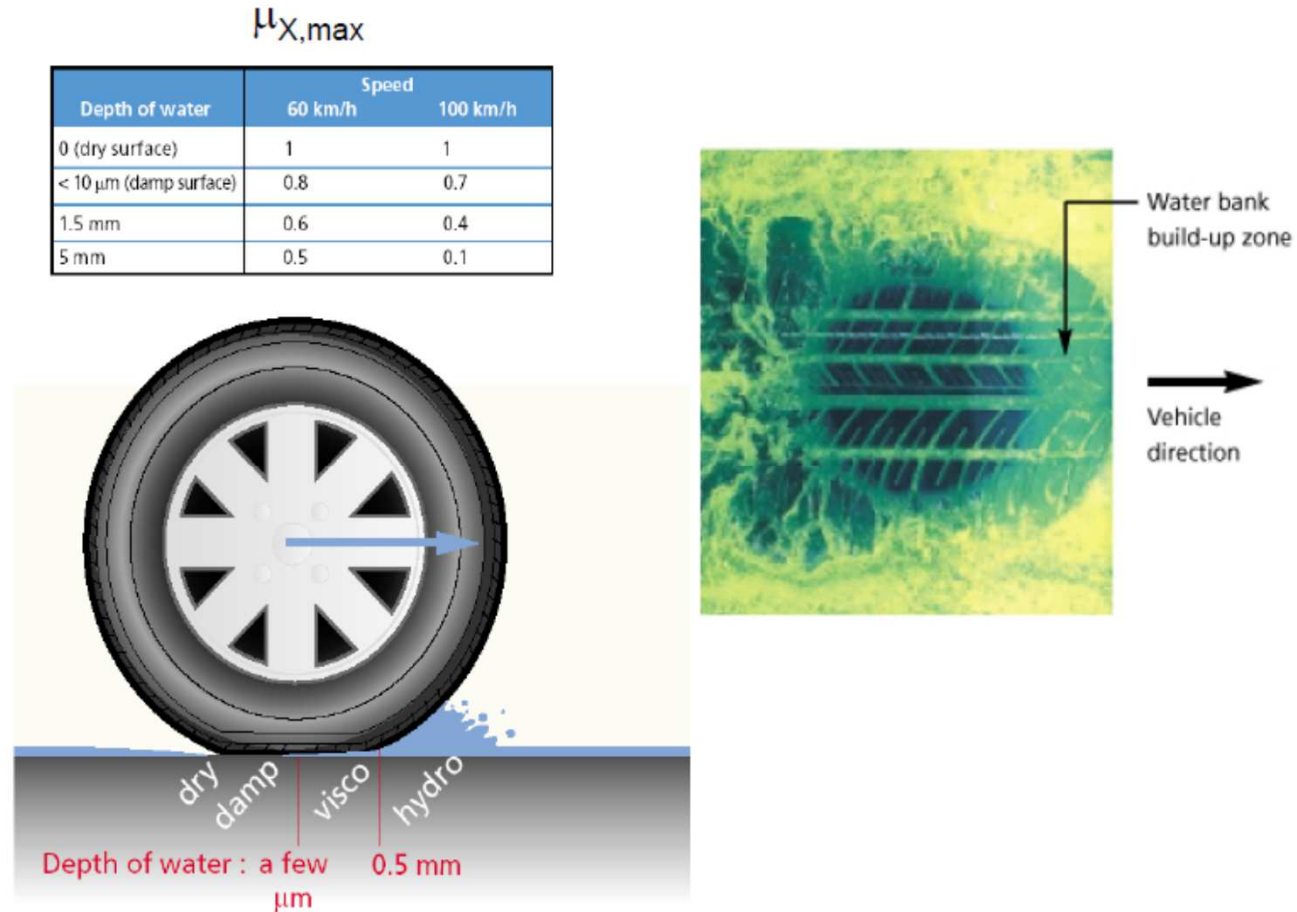 μX,max
Speed
Depth of water 60 km/h 100 km/h
0 (dry surface) 1 1
< 10 μm (damp surface) 0.8 0.7
1.5 mm 0.6 0.4
5 mm 0.5 0.1
Water bank
build-up zone
Vehicle
direction
dry
damp
visco
hydro
Depth of water : a few 0.5 mm
μm